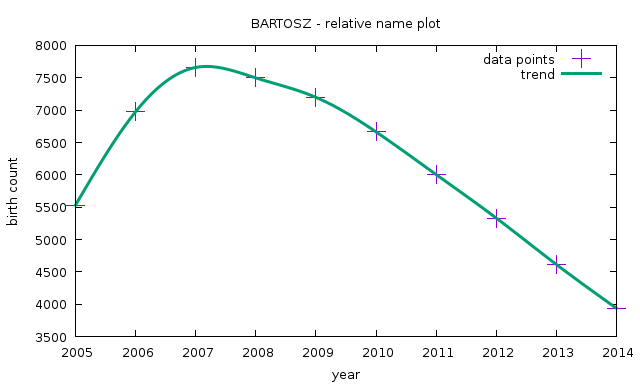 BARTOSZ - relative name plot
data points
trend
8000
7500
7000
6500
6000
5500
5000
4500
4000
3500
birth count
2005 2006 2007 2008 2009 2010 2011 2012 2013 2014
year